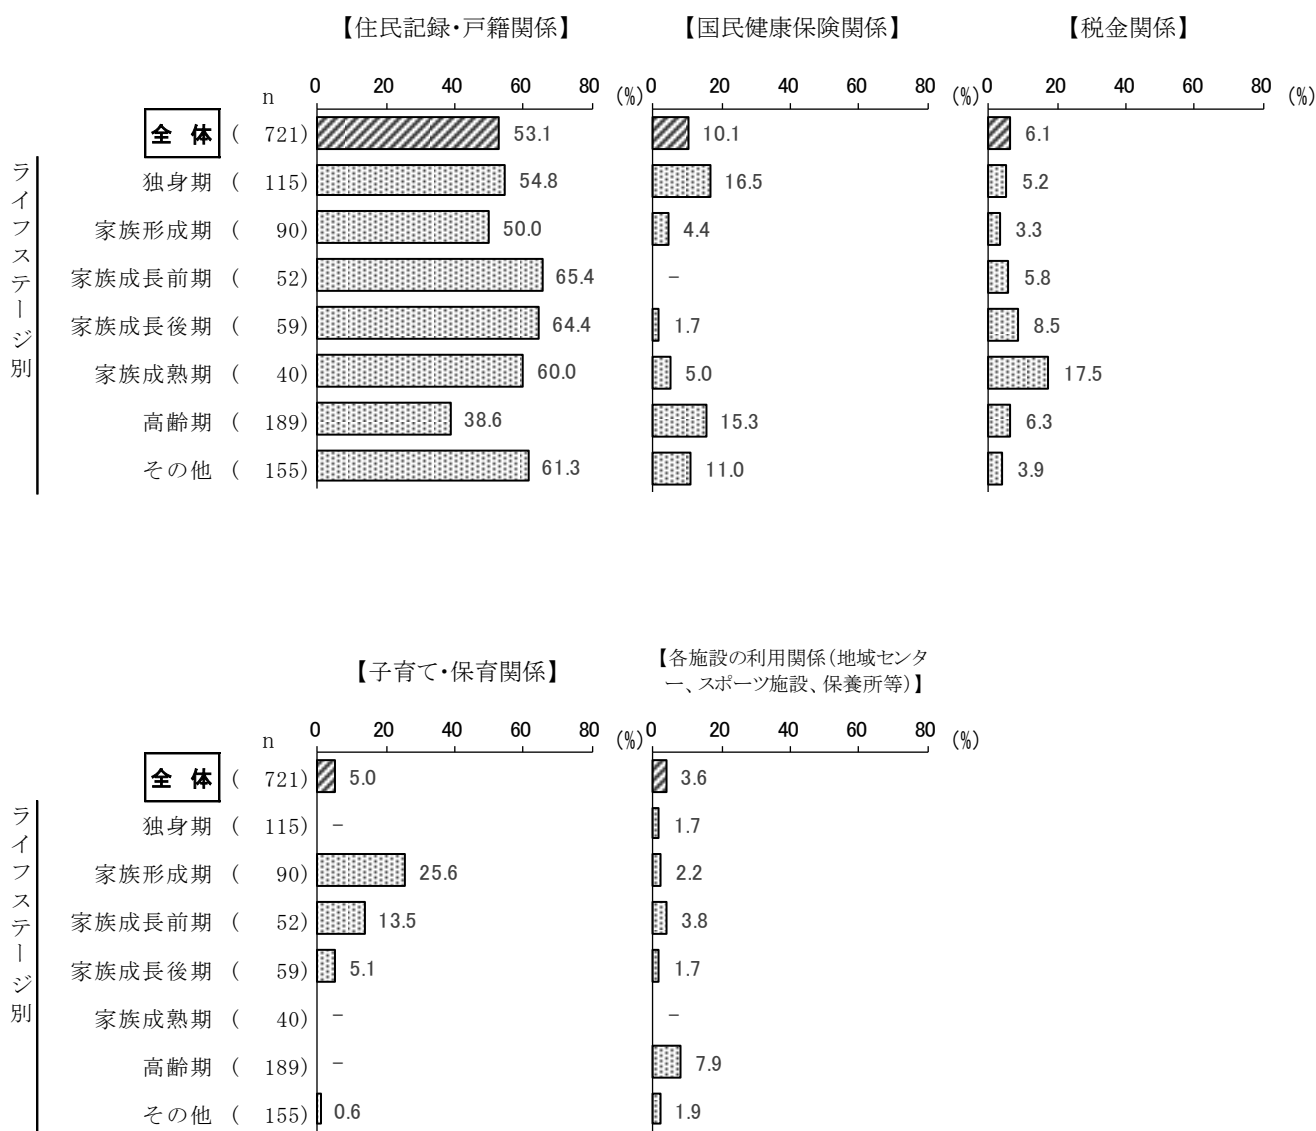 【住民記録・戸籍関係】 【国民健康保険関係】 【税金関係】
n 0 20 40 60 80 (%) 0 20 40 60 80 (%) 0 20 40 60 80 (%)
全 体 ( 721) 53.1 10.1 6.1
ライフステージ別
独身期 ( 115) 54.8 16.5 5.2
家族形成期 ( 90) 50.0 4.4 3.3
家族成長前期 ( 52) 65.4 - 5.8
家族成長後期 ( 59) 64.4 1.7 8.5
家族成熟期 ( 40) 60.0 5.0 17.5
高齢期 ( 189) 38.6 15.3 6.3
その他 ( 155) 61.3 11.0 3.9
【子育て・保育関係】
【各施設の利用関係(地域センタ
ー、スポーツ施設、保養所等)】
n 0 20 40 60 80 (%) 0 20 40 60 80 (%)
全 体 ( 721) 5.0 3.6
ライフステージ別
独身期 ( 115) - 1.7
家族形成期 ( 90) 25.6 2.2
家族成長前期 ( 52) 13.5 3.8
家族成長後期 ( 59) 5.1 1.7
家族成熟期 ( 40) - -
高齢期 ( 189) - 7.9
その他 ( 155) 0.6 1.9